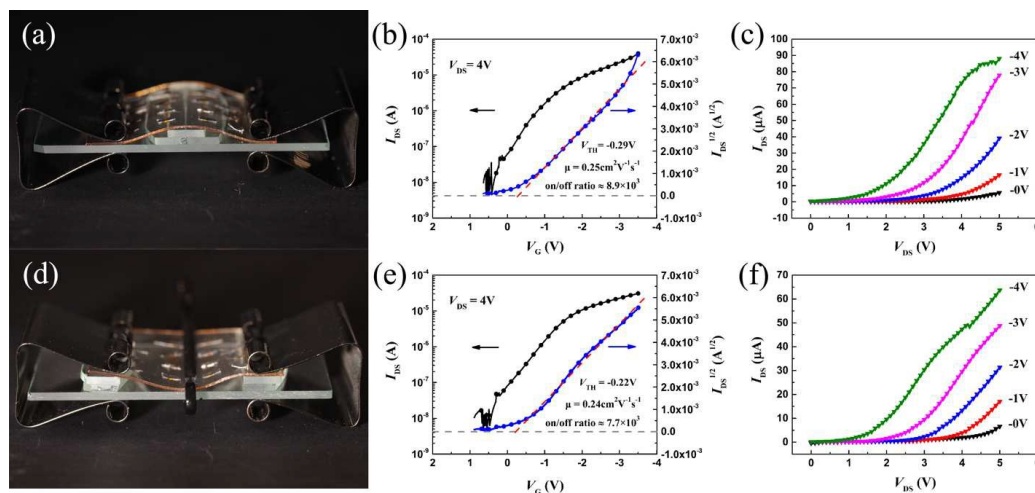 (a)
(b)
V_DS = 4V
V_TH = -0.29V
μ = 0.25cm²V⁻¹s⁻¹
on/off ratio ≈ 8.9×10³
10⁻⁴
10⁻⁵
10⁻⁶
10⁻⁷
10⁻⁸
10⁻⁹
I_DS (A)
7.0x10⁻³
6.0x10⁻³
5.0x10⁻³
4.0x10⁻³
3.0x10⁻³
2.0x10⁻³
1.0x10⁻³
0.0
-1.0x10⁻³
I_DS^1/2 (A^1/2)
2 1 0 -1 -2 -3 -4
V_G (V)
(c)
100
90
80
70
60
50
40
30
20
10
0
-10
I_DS (μA)
-4V
-3V
-2V
-1V
-0V
0 1 2 3 4 5 6
V_DS (V)
(d)
(e)
V_DS = 4V
V_TH = -0.22V
μ = 0.24cm²V⁻¹s⁻¹
on/off ratio ≈ 7.7×10³
10⁻⁴
10⁻⁵
10⁻⁶
10⁻⁷
10⁻⁸
10⁻⁹
I_DS (A)
7.0x10⁻³
6.0x10⁻³
5.0x10⁻³
4.0x10⁻³
3.0x10⁻³
2.0x10⁻³
1.0x10⁻³
0.0
-1.0x10⁻³
I_DS^1/2 (A^1/2)
2 1 0 -1 -2 -3 -4
V_G (V)
(f)
70
60
50
40
30
20
10
0
I_DS (μA)
-4V
-3V
-2V
-1V
-0V
0 1 2 3 4 5 6
V_DS (V)